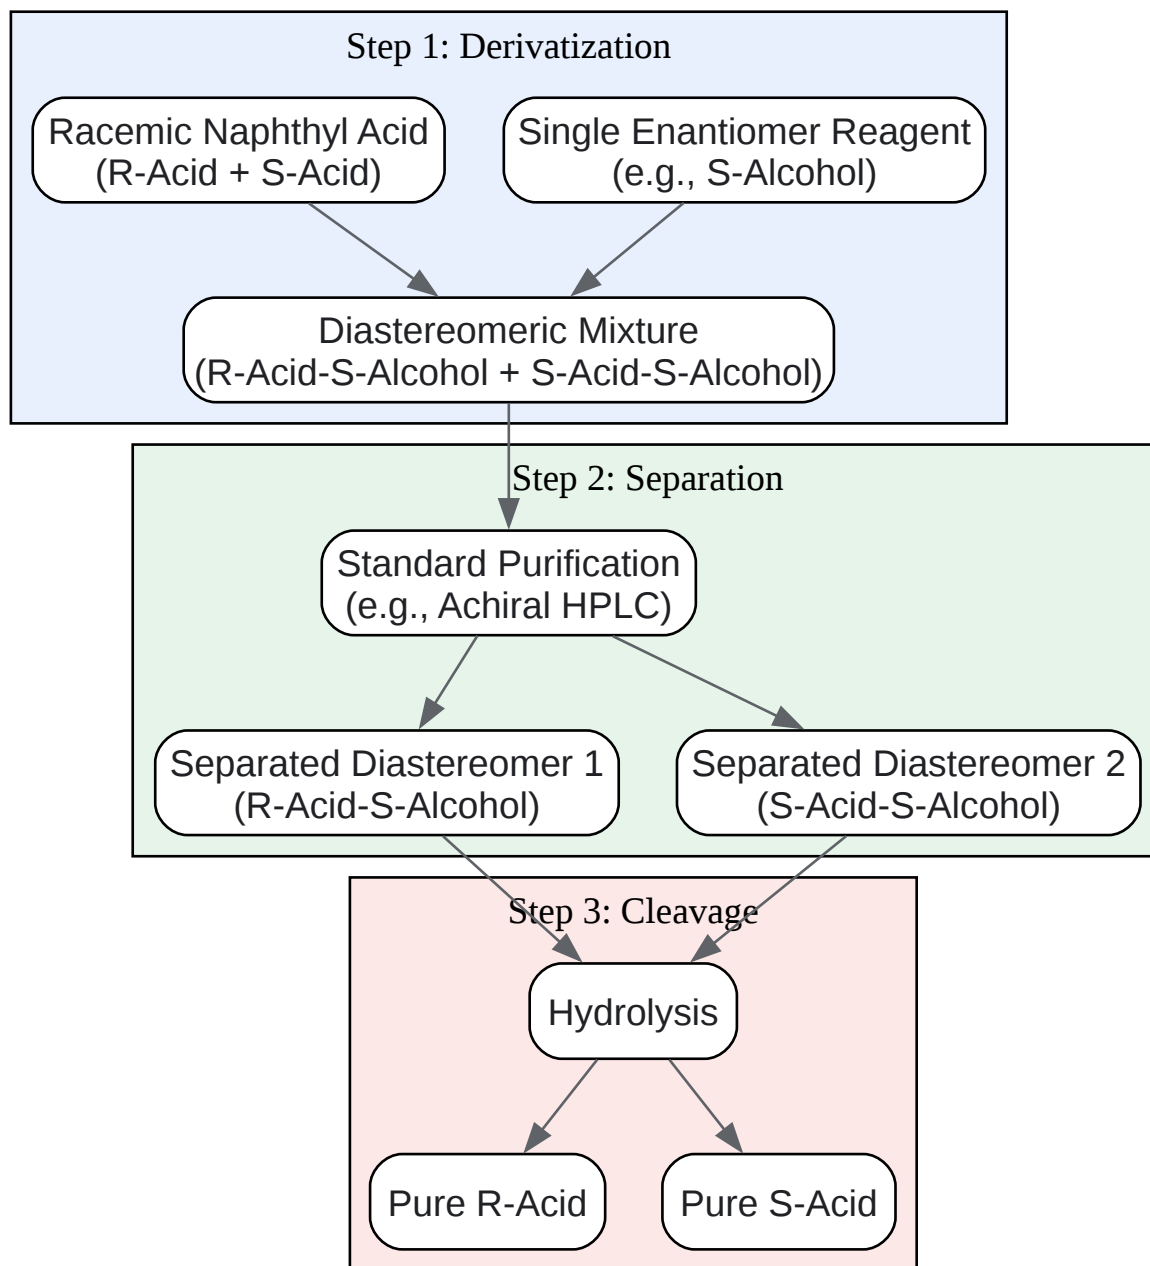 Step 1: Derivatization
Racemic Naphthyl Acid
(R-Acid + S-Acid)
Single Enantiomer Reagent
(e.g., S-Alcohol)
Diastereomeric Mixture
(R-Acid-S-Alcohol + S-Acid-S-Alcohol)
Step 2: Separation
Standard Purification
(e.g., Achiral HPLC)
Separated Diastereomer 1
(R-Acid-S-Alcohol)
Separated Diastereomer 2
(S-Acid-S-Alcohol)
Step 3: Cleavage
Hydrolysis
Pure R-Acid
Pure S-Acid